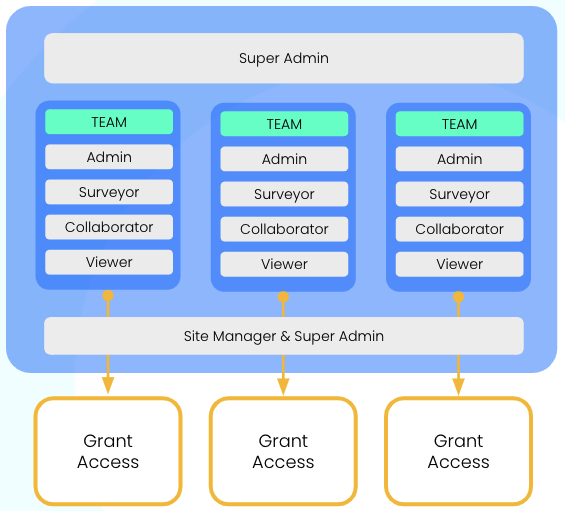 Super Admin
TEAM
Admin
Surveyor
Collaborator
Viewer
TEAM
Admin
Surveyor
Collaborator
Viewer
TEAM
Admin
Surveyor
Collaborator
Viewer
Site Manager & Super Admin
Grant
Access
Grant
Access
Grant
Access